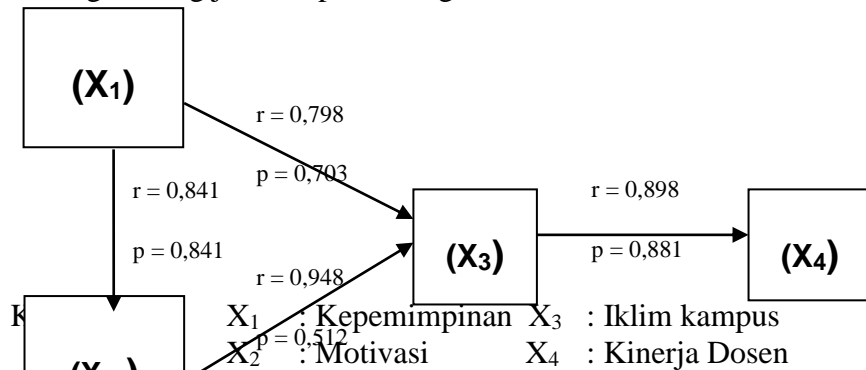 (X₁)
r = 0,798
p = 0,703
r = 0,841
r = 0,898
p = 0,841
(X₃)
p = 0,881
(X₄)
r = 0,948
X₁ : Kepemimpinan X₃ : Iklim kampus
p = 0,512
X₂ : Motivasi X₄ : Kinerja Dosen